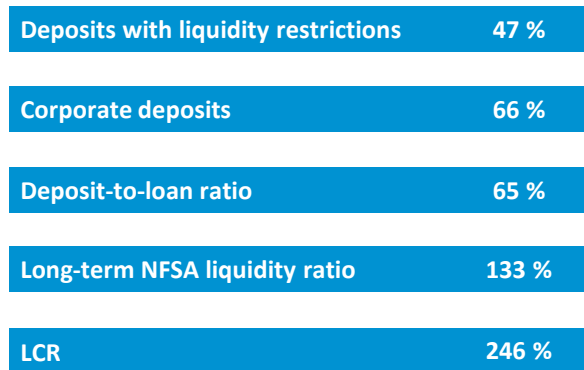 Deposits with liquidity restrictions 47 %
Corporate deposits 66 %
Deposit-to-loan ratio 65 %
Long-term NFSA liquidity ratio 133 %
LCR 246 %